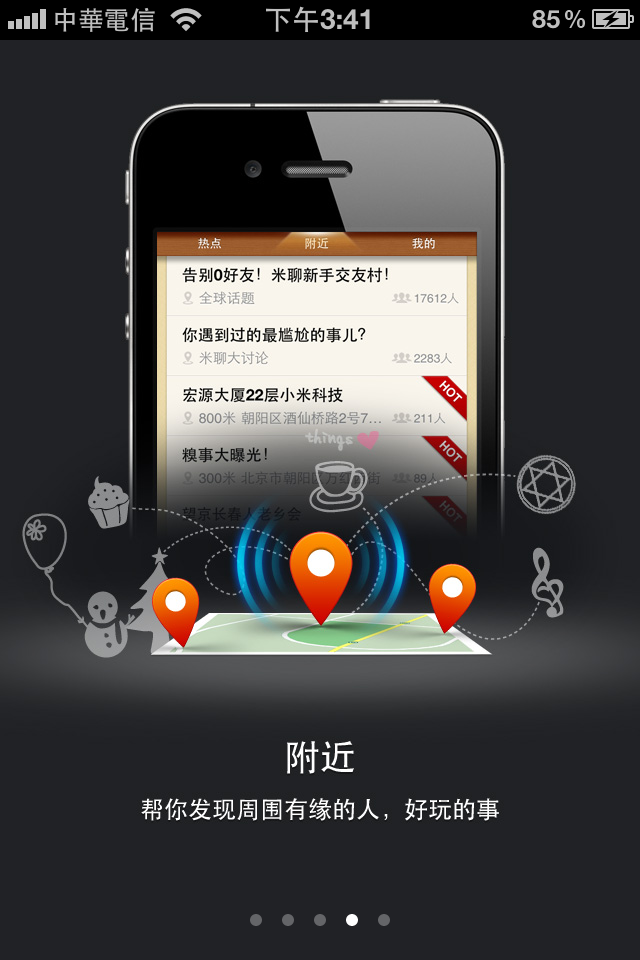 中華電信 下午3:41 85%
热点 附近 我的
告别0好友！米聊新手交友村！
全球话题 17612人
你遇到过的最尴尬的事儿？
米聊大讨论 2283人
宏源大厦22层小米科技 HOT
800米 朝阳区酒仙桥路2号7... 211人
things
糗事大曝光！ HOT
300米 北京市朝阳区万红 街 89人
望京长春人老乡会 HOT
附近
帮你发现周围有缘的人，好玩的事